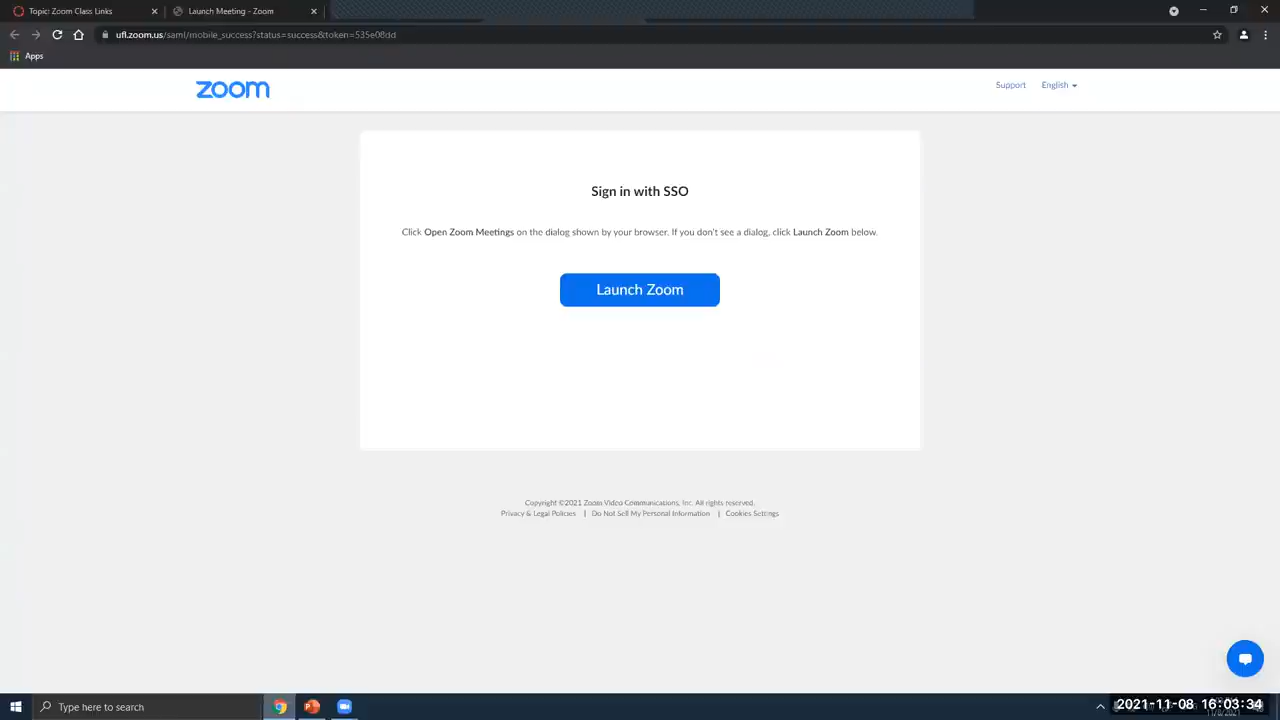 Topic: Zoom Class Links
Launch Meeting - Zoom
ufl.zoom.us/saml/mobile_success?status=success&token=535e08dd
Apps
zoom
Support
English
Sign in with SSO
Click Open Zoom Meetings on the dialog shown by your browser. If you don't see a dialog, click Launch Zoom below.
Launch Zoom
Copyright ©2021 Zoom Video Communications, Inc. All rights reserved.
Privacy & Legal Policies | Do Not Sell My Personal Information | Cookies Settings
Type here to search
2021-11-08 16:03:34